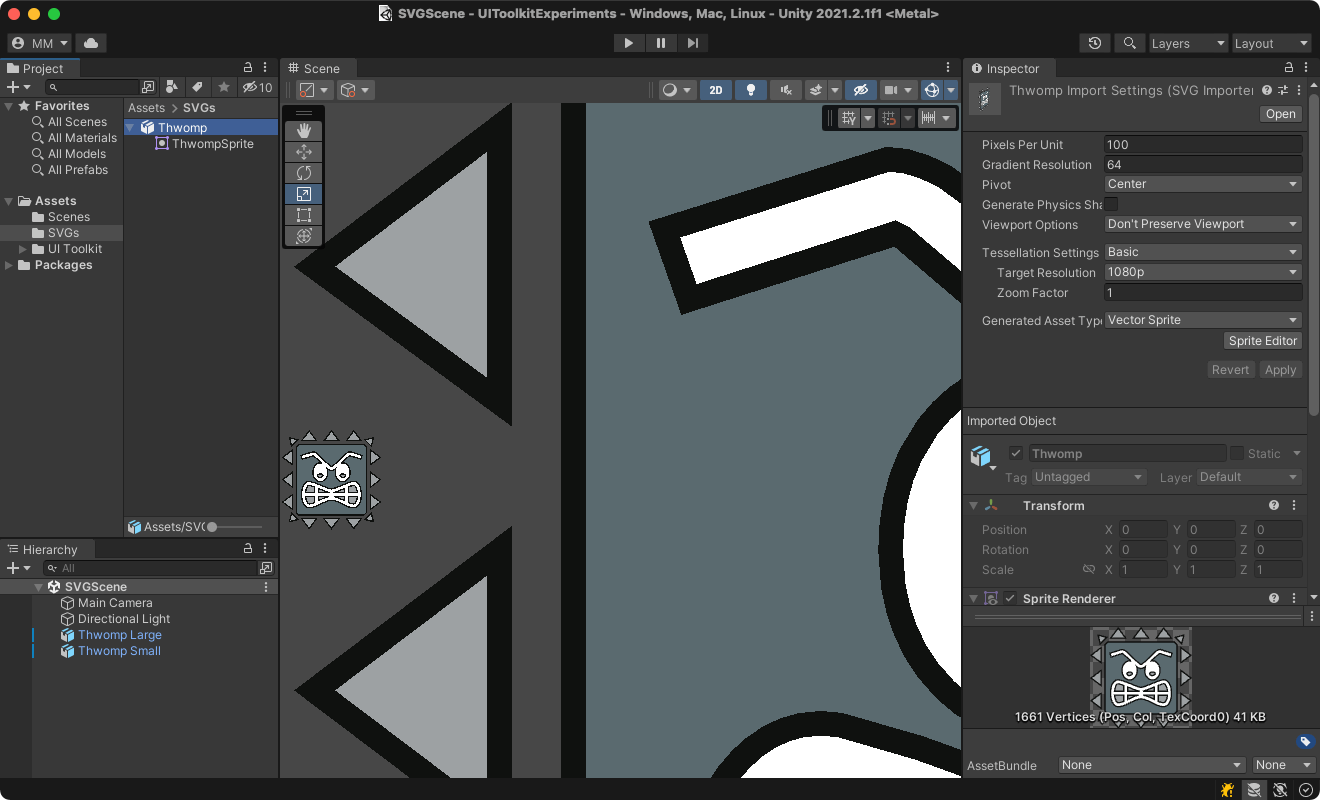 SVGScene - UIToolkitExperiments - Windows, Mac, Linux - Unity 2021.2.1f1 <Metal>
MM
Layers
Layout
Project
10
Favorites
All Scenes
All Materials
All Models
All Prefabs
Assets
Scenes
SVGs
UI Toolkit
Packages
Assets > SVGs
Thwomp
ThwompSprite
Assets/SVG
Hierarchy
All
SVGScene
Main Camera
Directional Light
Thwomp Large
Thwomp Small
Scene
2D
Inspector
Thwomp Import Settings (SVG Importer
Open
Pixels Per Unit 100
Gradient Resolution 64
Pivot Center
Generate Physics Sha
Viewport Options Don't Preserve Viewport
Tessellation Settings Basic
Target Resolution 1080p
Zoom Factor 1
Generated Asset Typ Vector Sprite
Sprite Editor
Revert Apply
Imported Object
Thwomp Static
Tag Untagged Layer Default
Transform
Position X 0 Y 0 Z 0
Rotation X 0 Y 0 Z 0
Scale X 1 Y 1 Z 1
Sprite Renderer
1661 Vertices (Pos, Col, TexCoord0) 41 KB
AssetBundle None None